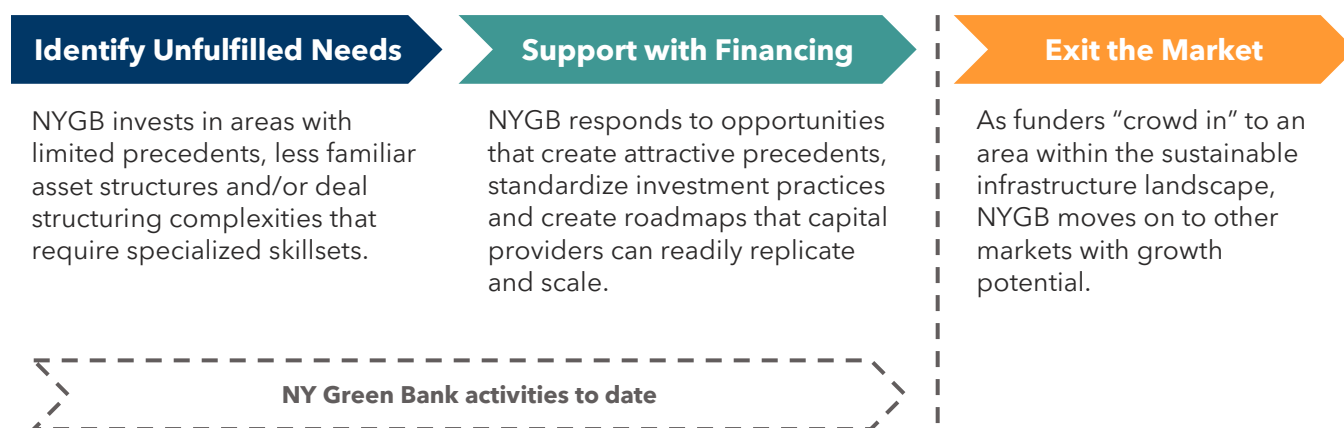 Identify Unfulfilled Needs
NYGB invests in areas with
limited precedents, less familiar
asset structures and/or deal
structuring complexities that
require specialized skillsets.
Support with Financing
NYGB responds to opportunities
that create attractive precedents,
standardize investment practices
and create roadmaps that capital
providers can readily replicate
and scale.
Exit the Market
As funders “crowd in” to an
area within the sustainable
infrastructure landscape,
NYGB moves on to other
markets with growth
potential.
NY Green Bank activities to date